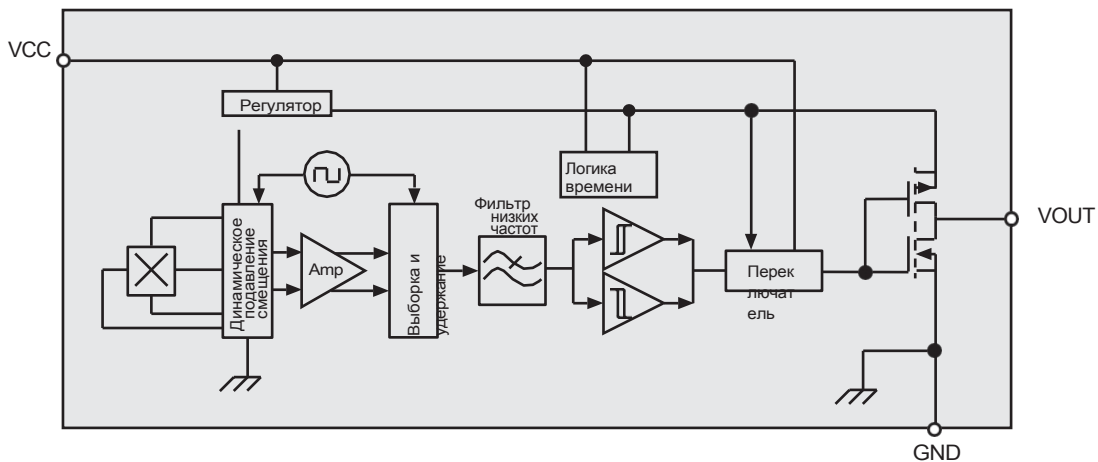 VCC
Регулятор
Логика
времени
Фильтр
низких
частот
VOUT
Динамическое
подавление
смещения
Amp
Выборка и
удержание
Перек
лючат
ель
GND